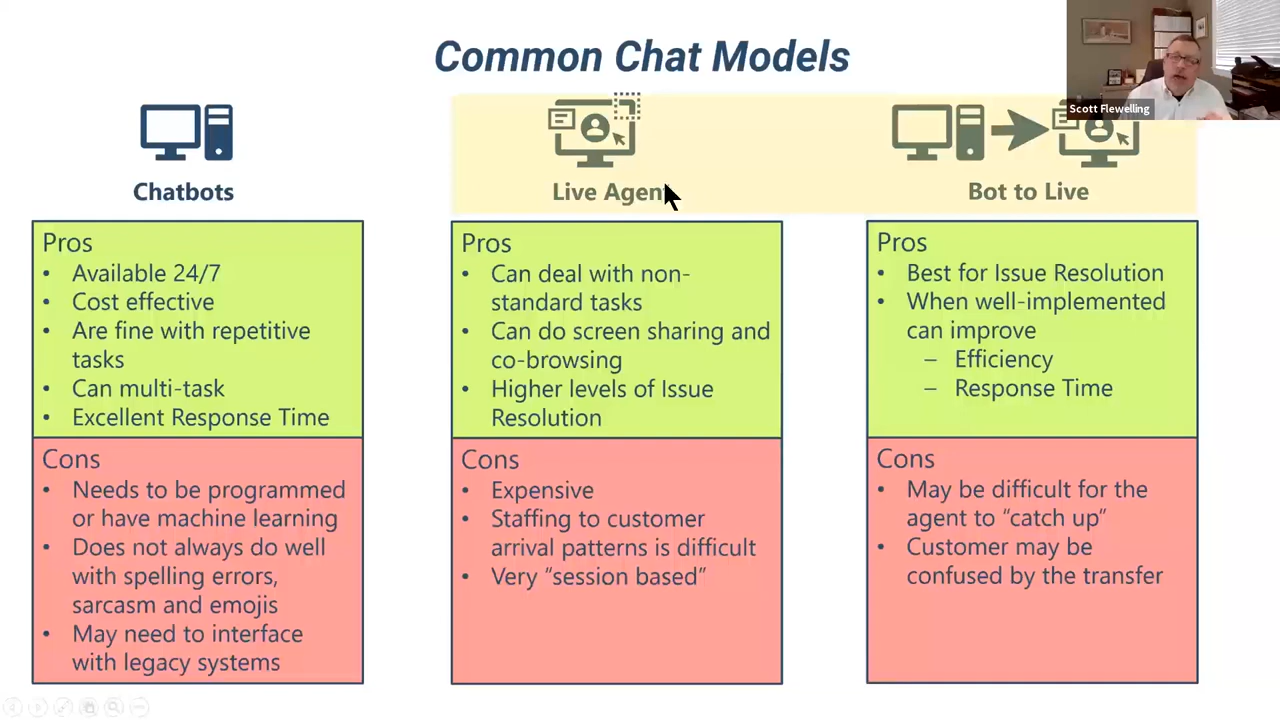 Common Chat Models
Scott Flewelling
Chatbots
Pros
• Available 24/7
• Cost effective
• Are fine with repetitive
tasks
• Can multi-task
• Excellent Response Time
Cons
• Needs to be programmed
or have machine learning
• Does not always do well
with spelling errors,
sarcasm and emojis
• May need to interface
with legacy systems
Live Agent
Pros
• Can deal with non-
standard tasks
• Can do screen sharing and
co-browsing
• Higher levels of Issue
Resolution
Cons
• Expensive
• Staffing to customer
arrival patterns is difficult
• Very “session based”
Bot to Live
Pros
• Best for Issue Resolution
• When well-implemented
can improve
– Efficiency
– Response Time
Cons
• May be difficult for the
agent to “catch up”
• Customer may be
confused by the transfer